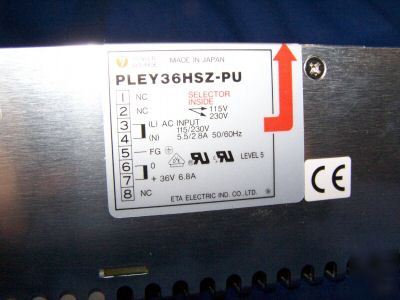 POWER SOURCE MADE IN JAPAN
PLEY36HSZ-PU
1 NC
SELECTOR
INSIDE
2
115V
230V
3 (L) AC INPUT
115/230V
4 (N) 5.5/2.8A 50/60Hz
5 FG
6 0
LEVEL 5
7 + 36V 6.8A
8 NC
ETA ELECTRIC IND. CO., LTD.
CE